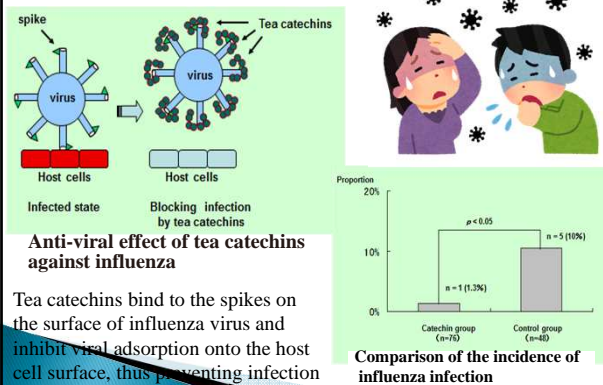 spike
Tea catechins
virus
virus
Host cells
Host cells
Infected state
Blocking infection
by tea catechins
Anti-viral effect of tea catechins
against influenza
Tea catechins bind to the spikes on
the surface of influenza virus and
inhibit viral adsorption onto the host
cell surface, thus preventing infection
Proportion
20%
10%
0%
p < 0.05
n = 5 (10%)
n = 1 (1.3%)
Catechin group
(n=76)
Control group
(n=48)
Comparison of the incidence of
influenza infection